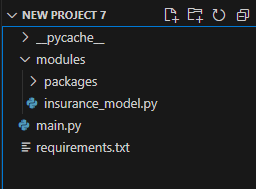 NEW PROJECT 7
__pycache__
modules
packages
insurance_model.py
main.py
requirements.txt